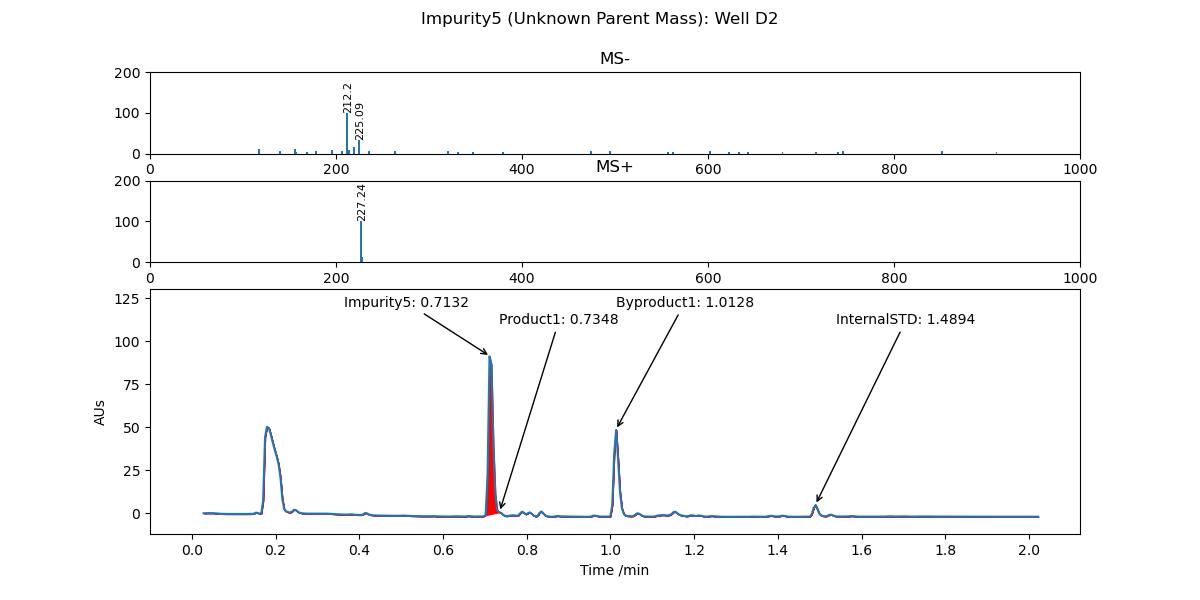 Impurity5 (Unknown Parent Mass): Well D2
MS-
200
100
0
212.2
225.09
0 200 400 600 800 1000
MS+
200
100
0
227.24
0 200 400 600 800 1000
125
100
75
50
25
0
AUs
Impurity5: 0.7132
Byproduct1: 1.0128
Product1: 0.7348
InternalSTD: 1.4894
0.0 0.2 0.4 0.6 0.8 1.0 1.2 1.4 1.6 1.8 2.0
Time /min